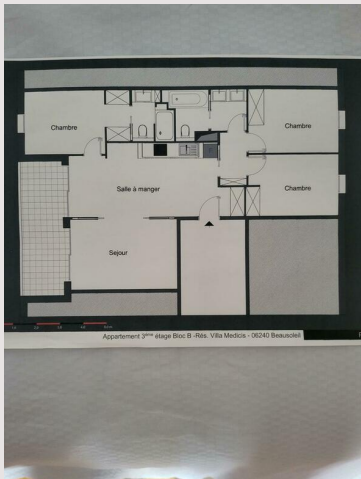 Chambre
Chambre
Salle à manger
Chambre
Sejour
Appartement 3ème étage Bloc B -Rés. Villa Medicis - 06240 Beausoleil